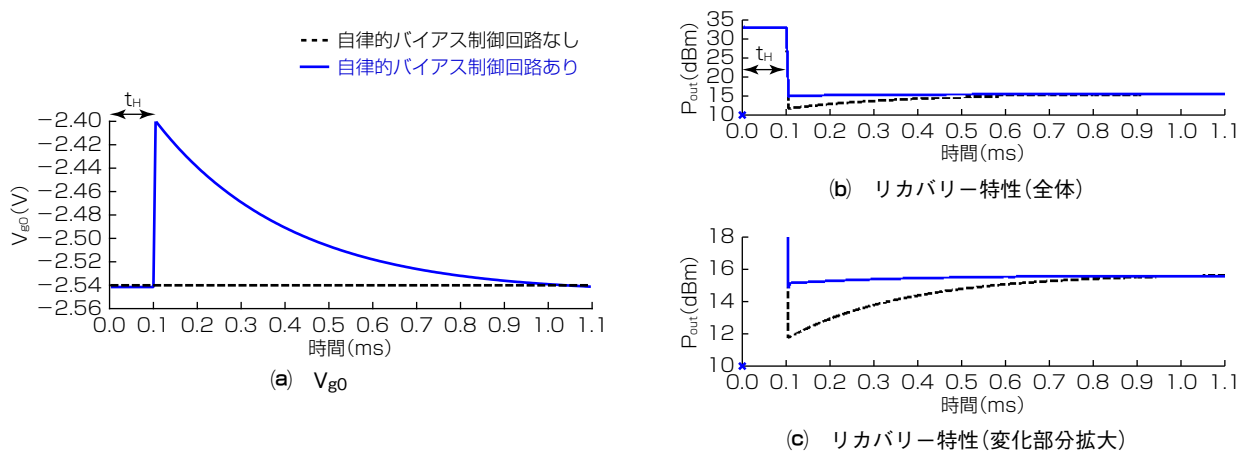 自律的バイアス制御回路なし
自律的バイアス制御回路あり
tH
−2.40
−2.42
−2.44
−2.46
−2.48
−2.50
−2.52
−2.54
−2.56
Vg0(V)
0.0 0.1 0.2 0.3 0.4 0.5 0.6 0.7 0.8 0.9 1.0 1.1
時間(ms)
(a) Vg0
35
30
25
20
15
10
Pout(dBm)
tH
0.0 0.1 0.2 0.3 0.4 0.5 0.6 0.7 0.8 0.9 1.0 1.1
時間(ms)
(b) リカバリー特性(全体)
18
16
14
12
10
Pout(dBm)
0.0 0.1 0.2 0.3 0.4 0.5 0.6 0.7 0.8 0.9 1.0 1.1
時間(ms)
(c) リカバリー特性(変化部分拡大)